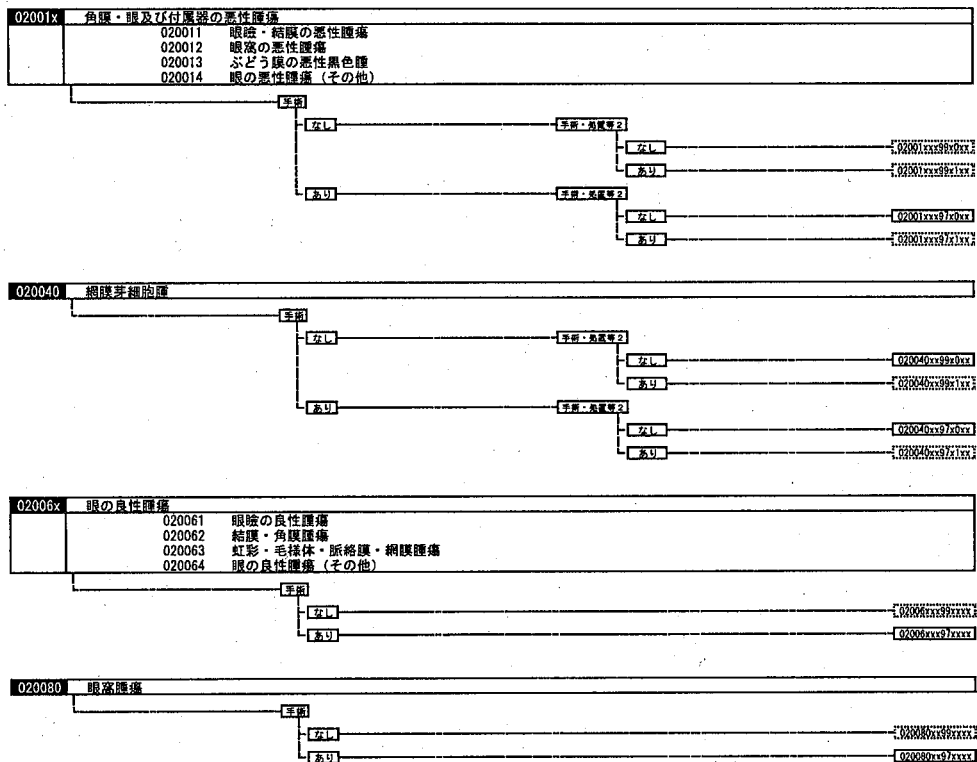 02001x 角膜・眼及び付属器の悪性腫瘍
020011 眼瞼・結膜の悪性腫瘍
020012 眼窩の悪性腫瘍
020013 ぶどう膜の悪性黒色腫
020014 眼の悪性腫瘍（その他）
手術
なし 手術・処置等2
なし 02001xxx99x0xx
あり 02001xxx99x1xx
あり 手術・処置等2
なし 02001xxx97x0xx
あり 02001xxx97x1xx
020040 網膜芽細胞腫
手術
なし 手術・処置等2
なし 020040xx99x0xx
あり 020040xx99x1xx
あり 手術・処置等2
なし 020040xx97x0xx
あり 020040xx97x1xx
02006x 眼の良性腫瘍
020061 眼瞼の良性腫瘍
020062 結膜・角膜腫瘍
020063 虹彩・毛様体・脈絡膜・網膜腫瘍
020064 眼の良性腫瘍（その他）
手術
なし 02006xxx99xxxx
あり 02006xxx97xxxx
020080 眼窩腫瘍
手術
なし 020080xx99xxxx
あり 020080xx97xxxx